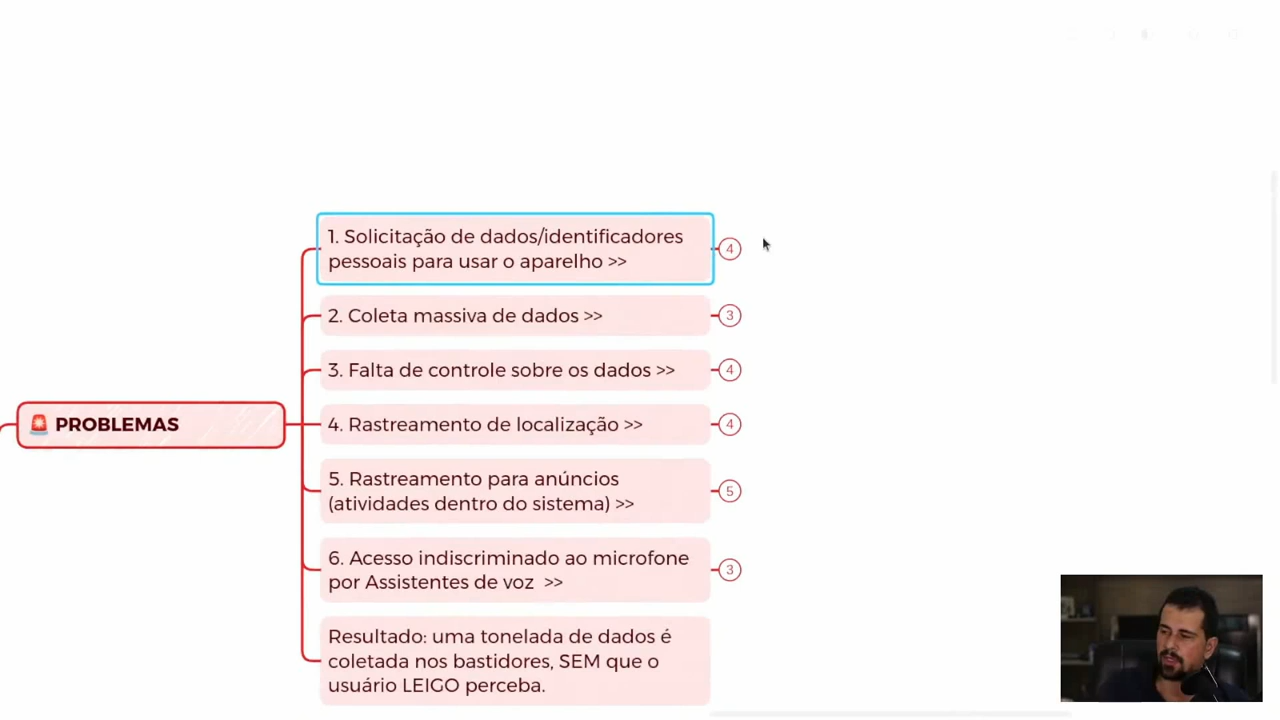 1. Solicitação de dados/identificadores
pessoais para usar o aparelho >>
4
2. Coleta massiva de dados >>
3
3. Falta de controle sobre os dados >>
4
🚨 PROBLEMAS
4. Rastreamento de localização >>
4
5. Rastreamento para anúncios
(atividades dentro do sistema) >>
5
6. Acesso indiscriminado ao microfone
por Assistentes de voz >>
3
Resultado: uma tonelada de dados é
coletada nos bastidores, SEM que o
usuário LEIGO perceba.